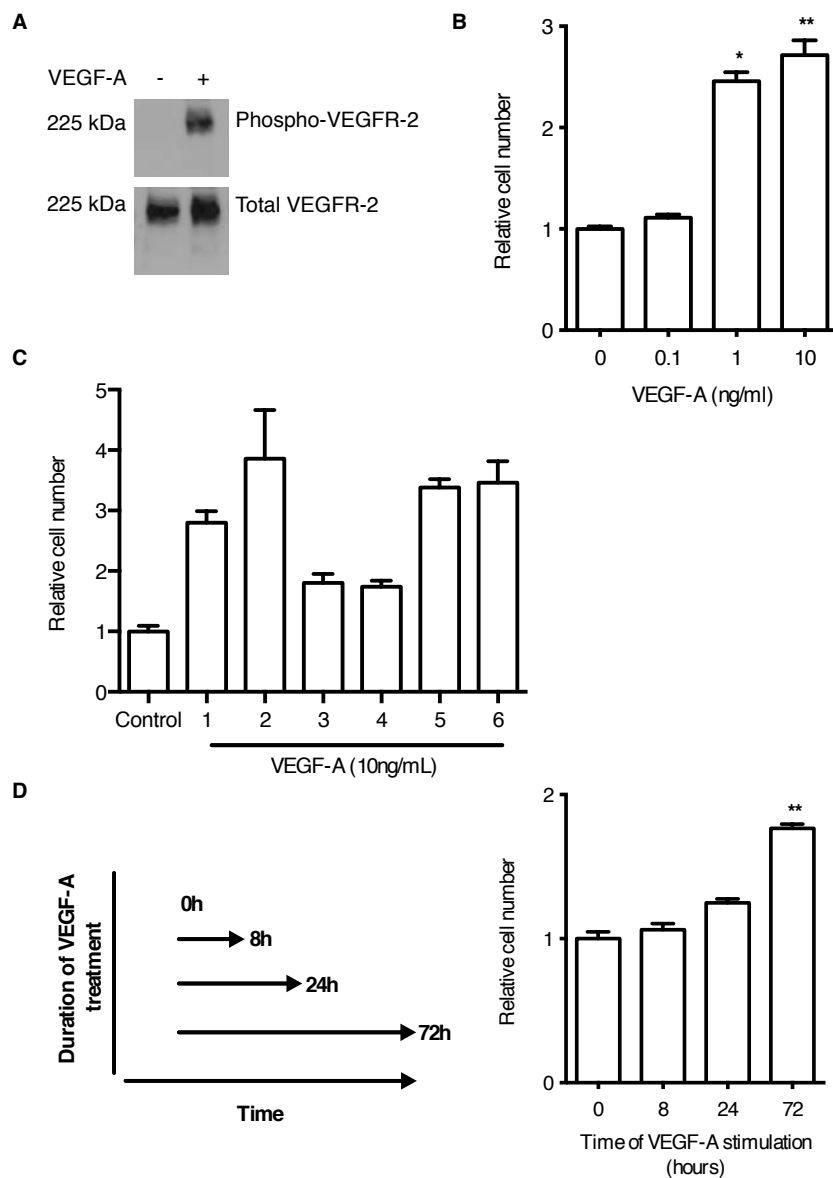 A
VEGF-A - +
225 kDa Phospho-VEGFR-2
225 kDa Total VEGFR-2
B
Relative cell number
3
2
1
0
* **
0 0.1 1 10
VEGF-A (ng/ml)
C
Relative cell number
5
4
3
2
1
0
Control 1 2 3 4 5 6
VEGF-A (10ng/mL)
D
Duration of VEGF-A
treatment
0h
8h
24h
72h
Time
Relative cell number
2
1
0
**
0 8 24 72
Time of VEGF-A stimulation
(hours)